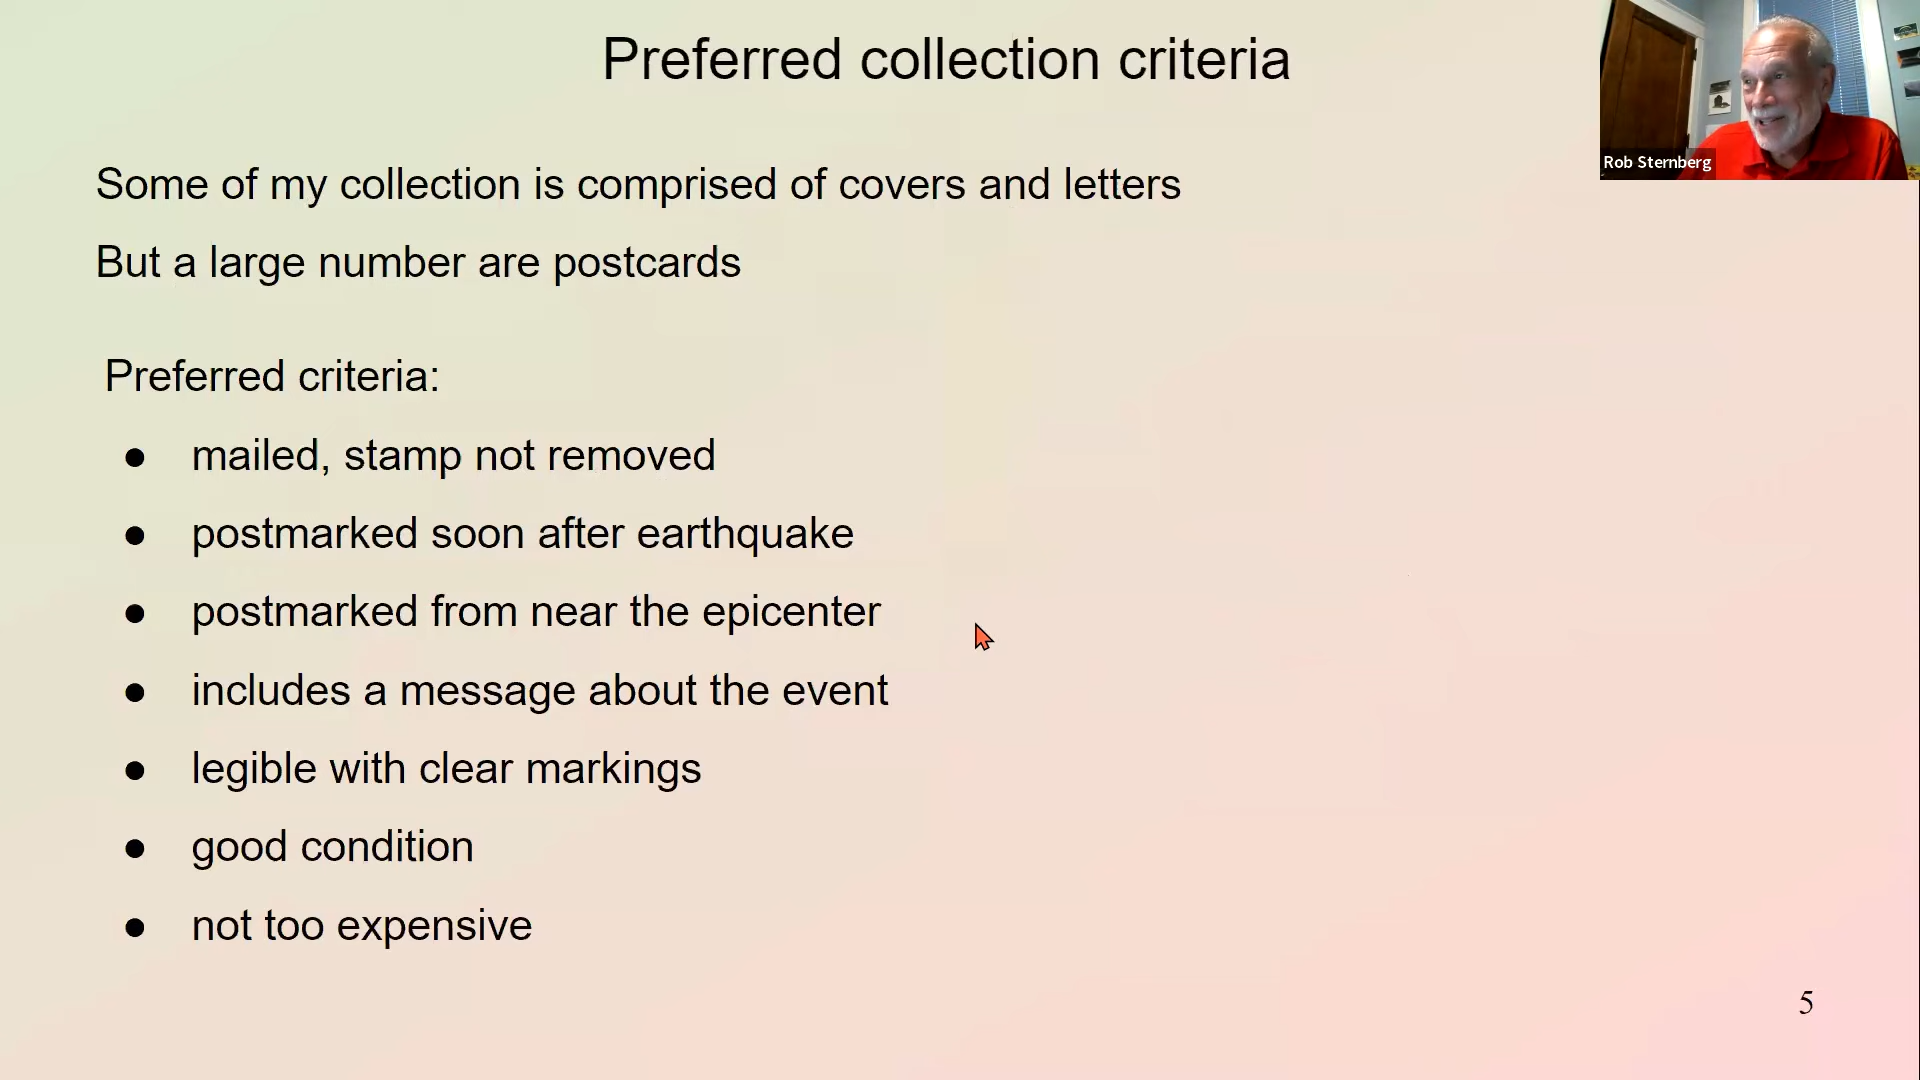 Preferred collection criteria
Rob Sternberg
Some of my collection is comprised of covers and letters
But a large number are postcards
Preferred criteria:
● mailed, stamp not removed
● postmarked soon after earthquake
● postmarked from near the epicenter
● includes a message about the event
● legible with clear markings
● good condition
● not too expensive
5